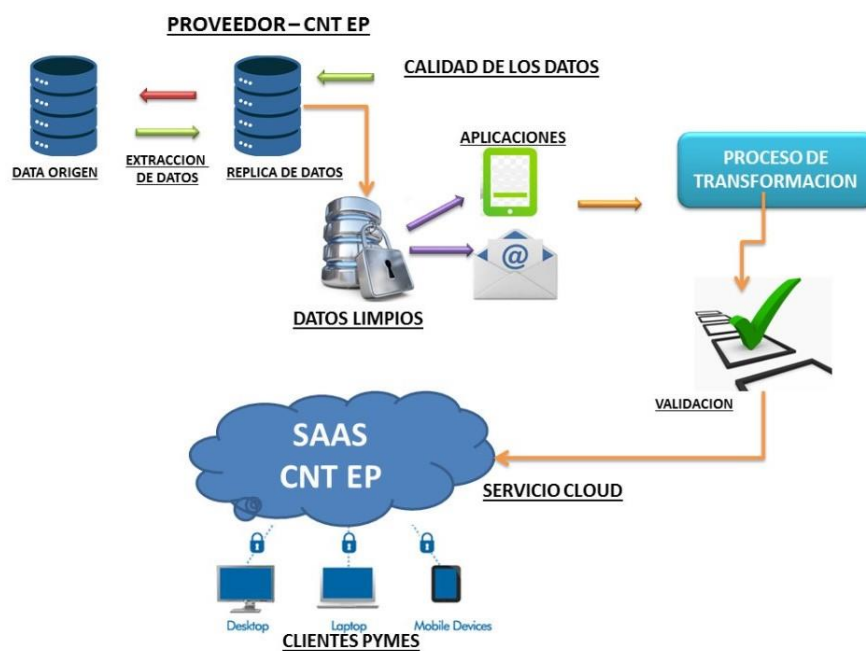 PROVEEDOR – CNT EP
CALIDAD DE LOS DATOS
DATA ORIGEN
EXTRACCION
DE DATOS
REPLICA DE DATOS
APLICACIONES
PROCESO DE
TRANSFORMACION
@
DATOS LIMPIOS
VALIDACION
SAAS
CNT EP
SERVICIO CLOUD
Desktop
Laptop
Mobile Devices
CLIENTES PYMES